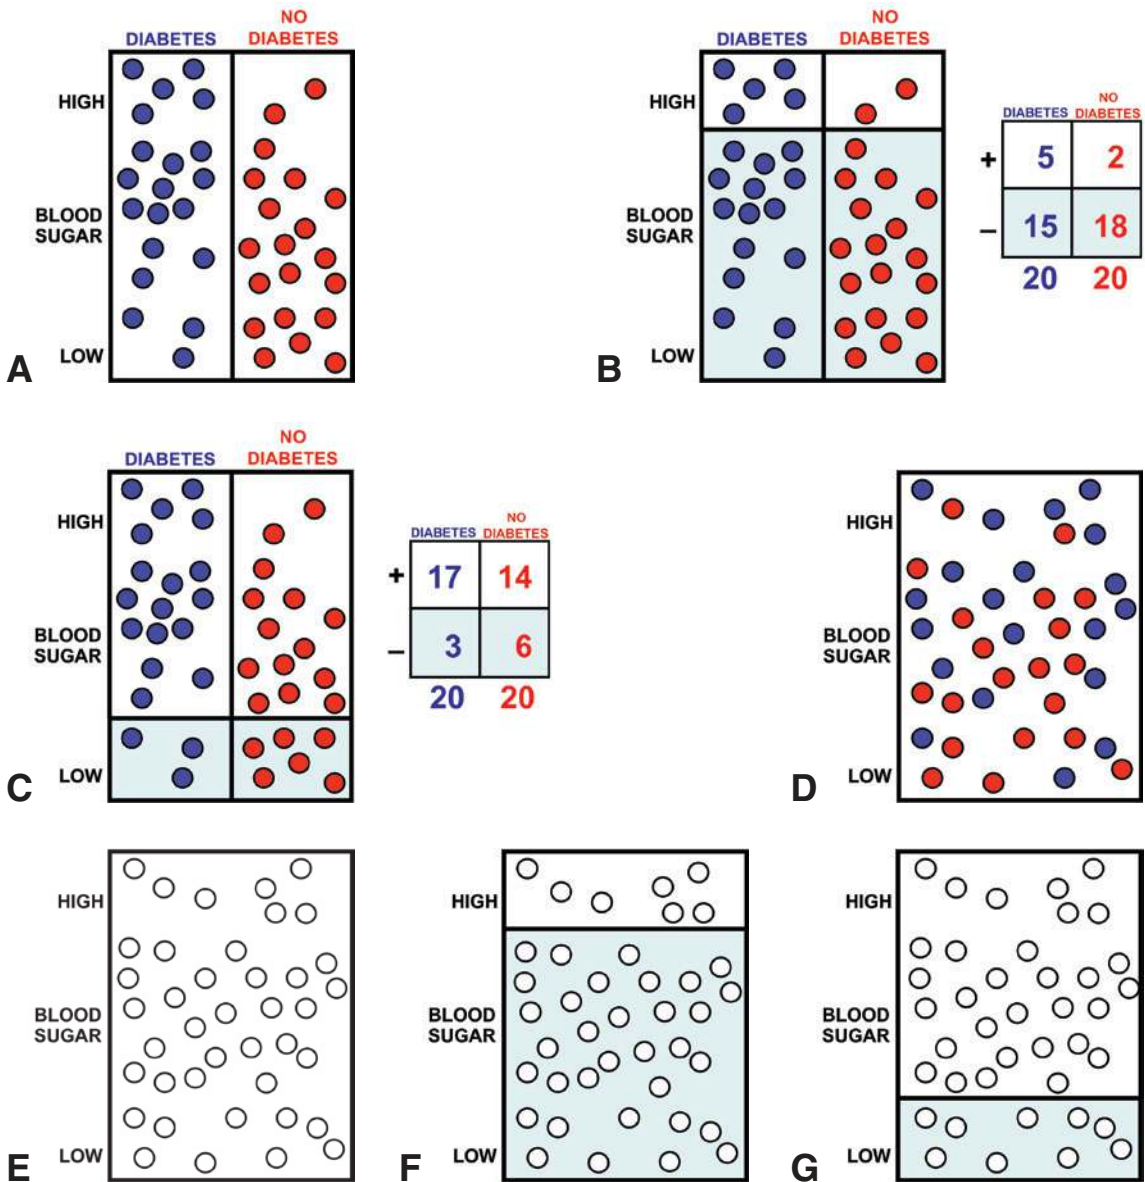 NO
DIABETES DIABETES
HIGH
BLOOD
SUGAR
LOW
A
NO
DIABETES DIABETES
HIGH
BLOOD
SUGAR
LOW
B
NO
DIABETES DIABETES
+ 5 2
– 15 18
20 20
NO
DIABETES DIABETES
HIGH
BLOOD
SUGAR
LOW
C
NO
DIABETES DIABETES
+ 17 14
– 3 6
20 20
HIGH
BLOOD
SUGAR
LOW
D
HIGH
BLOOD
SUGAR
LOW
E
HIGH
BLOOD
SUGAR
LOW
F
HIGH
BLOOD
SUGAR
LOW
G